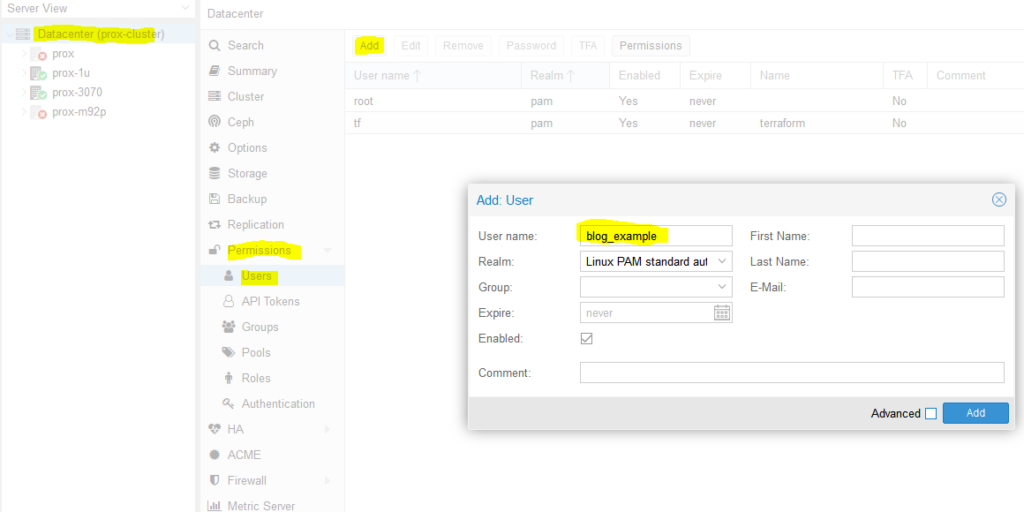 Server View
Datacenter (prox-cluster)
prox
prox-1u
prox-3070
prox-m92p
Datacenter
Search
Summary
Cluster
Ceph
Options
Storage
Backup
Replication
Permissions
Users
API Tokens
Groups
Pools
Roles
Authentication
HA
ACME
Firewall
Metric Server
Add Edit Remove Password TFA Permissions
User name Realm Enabled Expire Name TFA Comment
root pam Yes never No
tf pam Yes never terraform No
Add: User
User name: blog_example First Name:
Realm: Linux PAM standard aut Last Name:
Group: E-Mail:
Expire: never
Enabled:
Comment:
Advanced Add